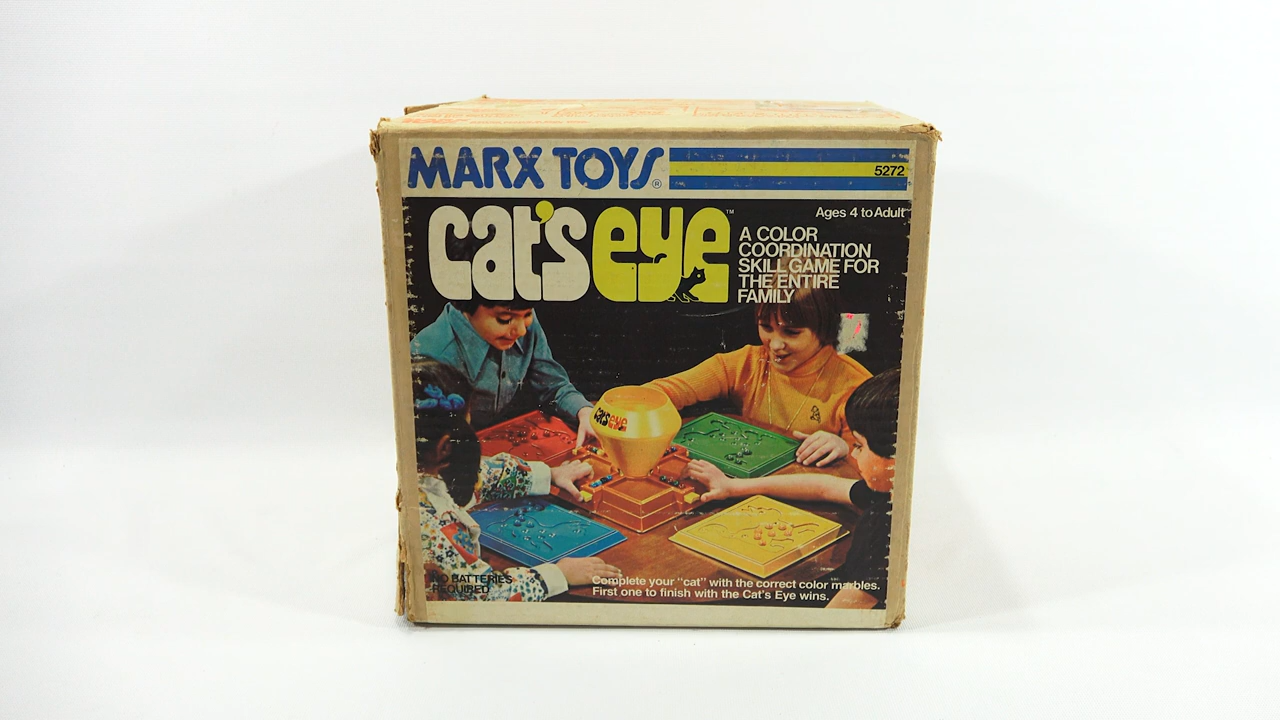 MARX TOYS®
5272
cat's eye™
Ages 4 to Adult
A COLOR
COORDINATION
SKILL GAME FOR
THE ENTIRE
FAMILY
cat's eye
NO BATTERIES
REQUIRED
Complete your "cat" with the correct color marbles.
First one to finish with the Cat's Eye wins.